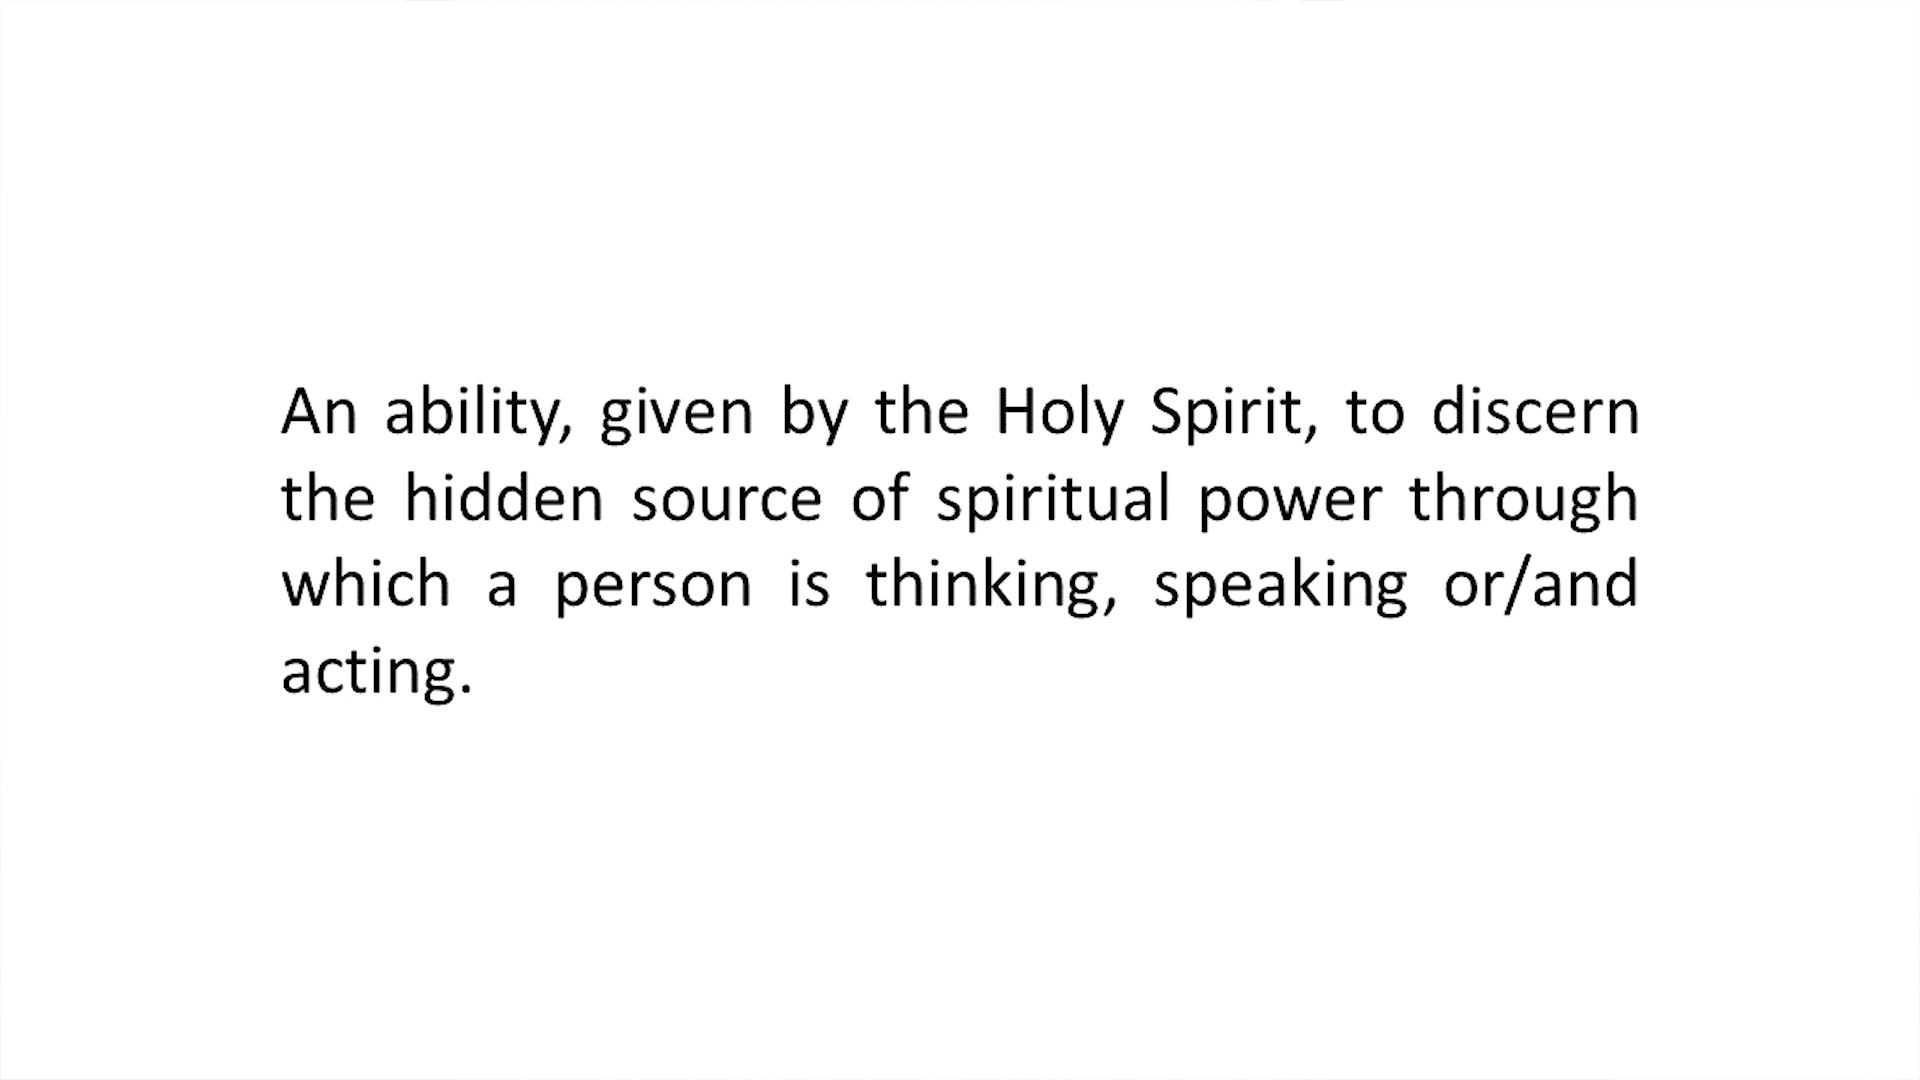 An ability, given by the Holy Spirit, to discern
the hidden source of spiritual power through
which a person is thinking, speaking or/and
acting.